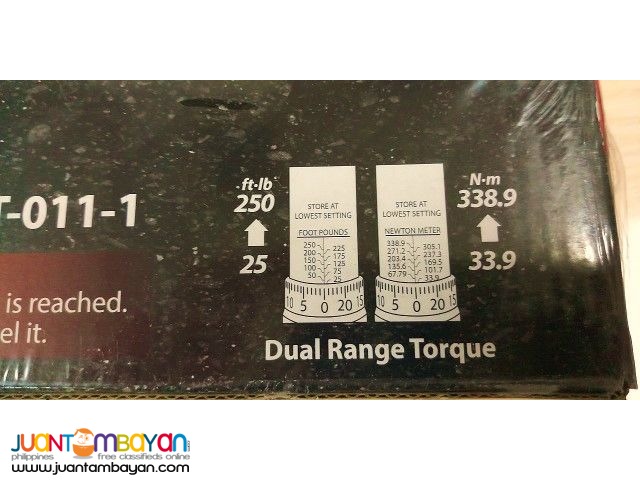 T-011-1
is reached.
el it.
ft-lb
250
25
STORE AT
LOWEST SETTING
FOOT POUNDS
250 225
200 175
150 125
100 75
50 25
10 5 0 20 15
STORE AT
LOWEST SETTING
NEWTON METER
338.9 305.1
271.2 237.3
203.4 169.5
135.6 101.7
67.79 33.9
10 5 0 20 15
N·m
338.9
33.9
Dual Range Torque
JUANTAMBAYAN
philippines free classifieds online
www.juantambayan.com